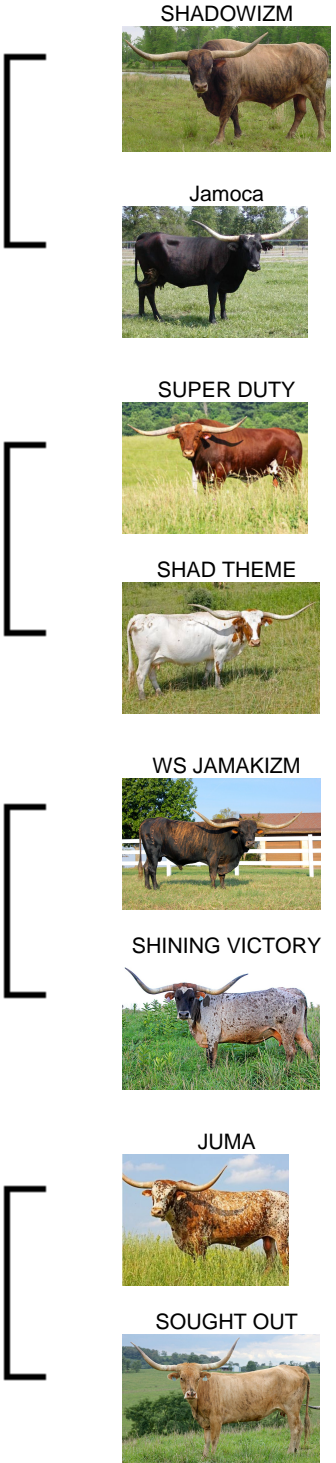 SHADOWIZM
Jamoca
SUPER DUTY
SHAD THEME
WS JAMAKIZM
SHINING VICTORY
JUMA
SOUGHT OUT